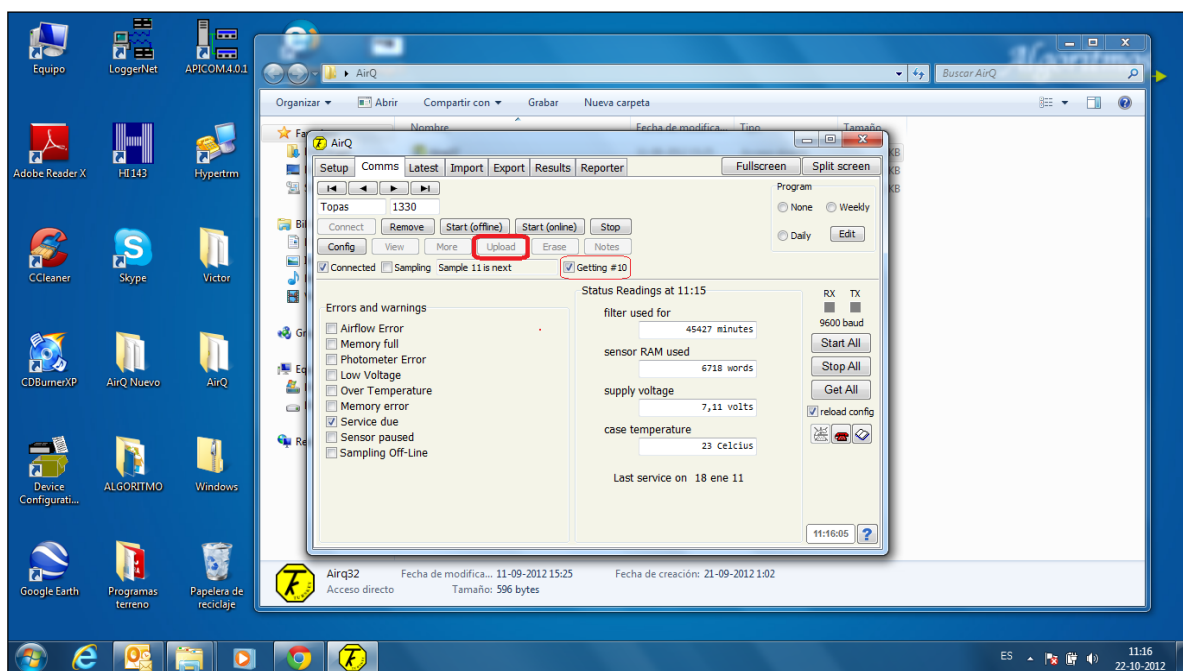 Equipo
LoggerNet
APICOM.4.0.1
Adobe Reader X
HI143
Hypertrm
CCleaner
Skype
Victor
CDBurnerXP
AirQ Nuevo
AirQ
Device Configurati...
ALGORITMO
Windows
Google Earth
Programas terreno
Papelera de reciclaje
AirQ
Buscar AirQ
Organizar
Abrir
Compartir con
Grabar
Nueva carpeta
Nombre
Fecha de modifica...
Tipo
Tamaño
KB
KB
KB
AirQ
Setup Comms Latest Import Export Results Reporter Fullscreen Split screen
Topas 1330
Connect Remove Start (offline) Start (online) Stop
Config View More Upload Erase Notes
Connected Sampling Sample 11 is next Getting #10
Program
None Weekly
Daily Edit
Errors and warnings
Airflow Error
Memory full
Photometer Error
Low Voltage
Over Temperature
Memory error
Service due
Sensor paused
Sampling Off-Line
Status Readings at 11:15
filter used for
45427 minutes
sensor RAM used
6718 words
supply voltage
7,11 volts
case temperature
23 Celcius
Last service on 18 ene 11
RX TX
9600 baud
Start All
Stop All
Get All
reload config
11:16:05
Airq32 Fecha de modifica... 11-09-2012 15:25 Fecha de creación: 21-09-2012 1:02
Acceso directo Tamaño: 596 bytes
ES
11:16
22-10-2012